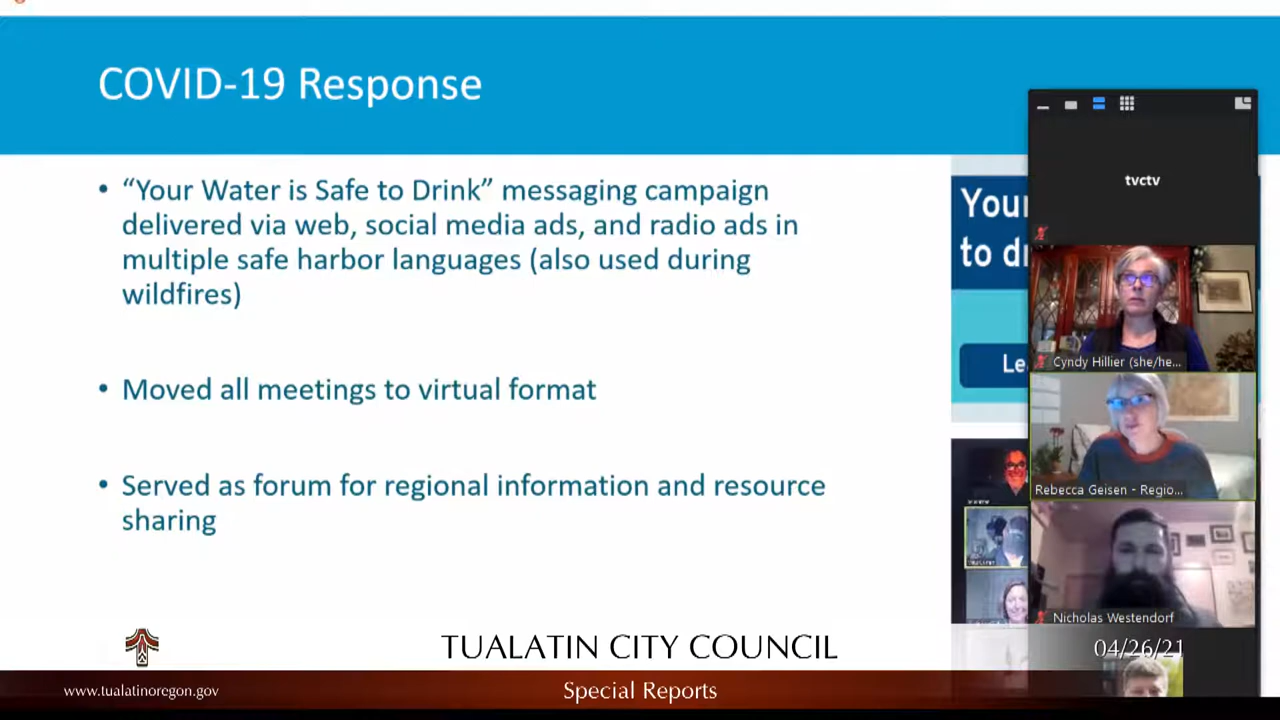 COVID-19 Response
• “Your Water is Safe to Drink” messaging campaign
delivered via web, social media ads, and radio ads in
multiple safe harbor languages (also used during
wildfires)
• Moved all meetings to virtual format
• Served as forum for regional information and resource
sharing
to
tvctv
Cyndy Hillier (she/he...
Rebecca Geisen - Regio...
Nicholas Westendorf
TUALATIN CITY COUNCIL
04/26/21
www.tualatinoregon.gov
Special Reports